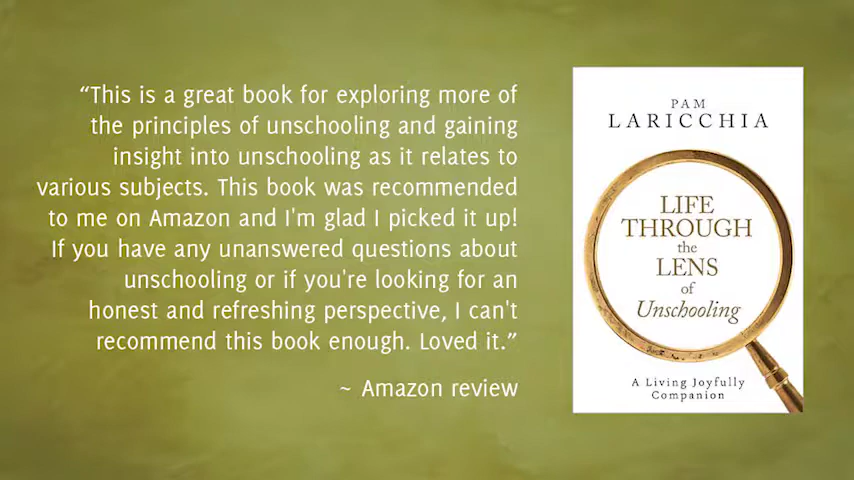 “This is a great book for exploring more of
the principles of unschooling and gaining
insight into unschooling as it relates to
various subjects. This book was recommended
to me on Amazon and I'm glad I picked it up!
If you have any unanswered questions about
unschooling or if you're looking for an
honest and refreshing perspective, I can't
recommend this book enough. Loved it.”
~ Amazon review
PAM
LARICCHIA
LIFE
THROUGH
the
LENS
of
Unschooling
A Living Joyfully
Companion